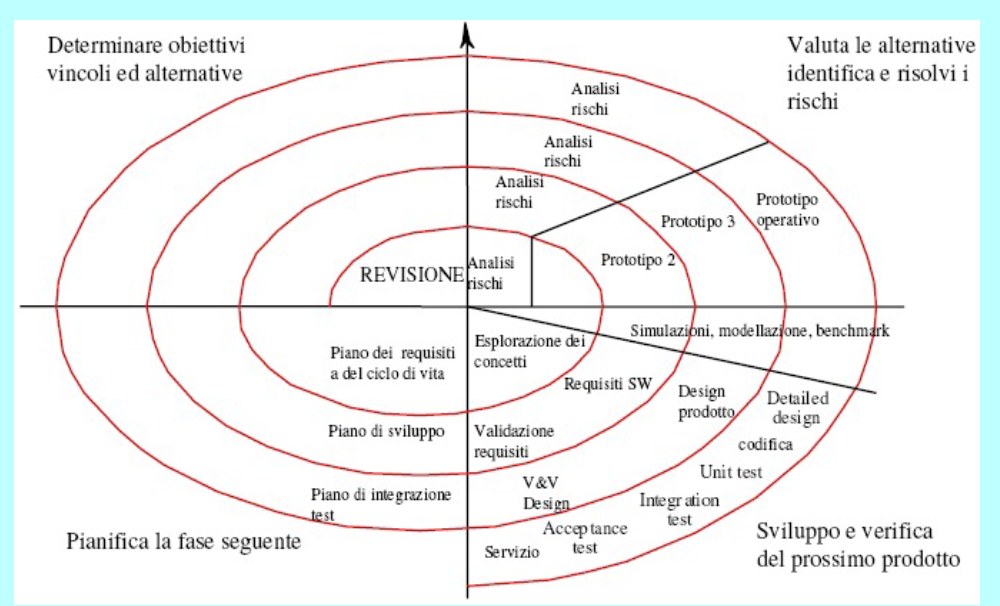 Determinare obiettivi
vincoli ed alternative
Valuta le alternative
identifica e risolvi i
rischi
Analisi
rischi
Analisi
rischi
Analisi
rischi
Prototipo
operativo
Prototipo 3
Prototipo 2
REVISIONE
Analisi
rischi
Simulazioni, modellazione, benchmark
Esplorazione dei
concetti
Piano dei requisiti
a del ciclo di vita
Requisiti SW
Design
prodotto
Detailed
design
codifica
Piano di sviluppo
Validazione
requisiti
Unit test
V&V
Design
Piano di integrazione
test
Integration
test
Acceptance
test
Servizio
Pianifica la fase seguente
Sviluppo e verifica
del prossimo prodotto